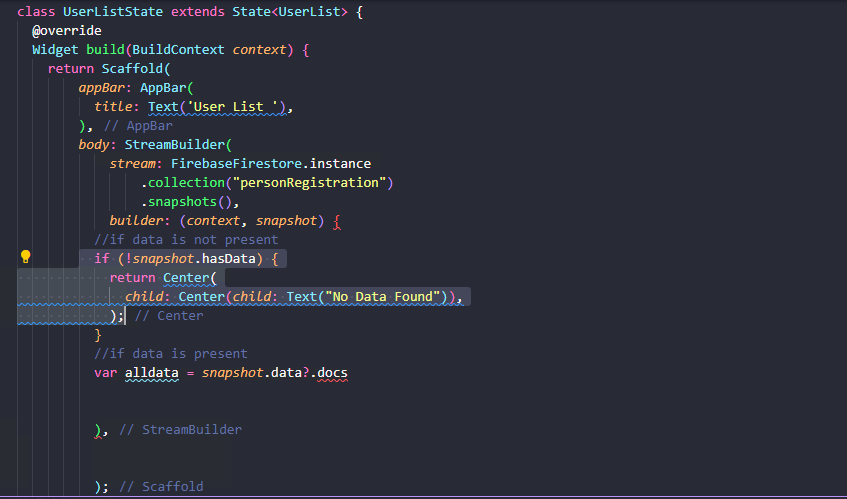 class UserListState extends State<UserList> {
@override
Widget build(BuildContext context) {
return Scaffold(
appBar: AppBar(
title: Text('User List '),
), // AppBar
body: StreamBuilder(
stream: FirebaseFirestore.instance
.collection("personRegistration")
.snapshots(),
builder: (context, snapshot) {
//if data is not present
if (!snapshot.hasData) {
return Center(
child: Center(child: Text("No Data Found")),
); // Center
}
//if data is present
var alldata = snapshot.data?.docs
), // StreamBuilder
); // Scaffold